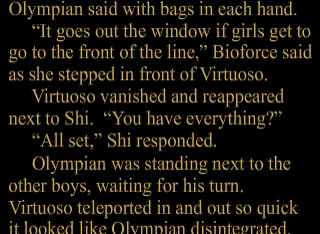 Olympian said with bags in each hand.
“It goes out the window if girls get to
go to the front of the line,” Bioforce said
as she stepped in front of Virtuoso.
Virtuoso vanished and reappeared
next to Shi.  “You have everything?”
“All set,” Shi responded.
Olympian was standing next to the
other boys, waiting for his turn.
Virtuoso teleported in and out so quick
it looked like Olympian disintegrated.